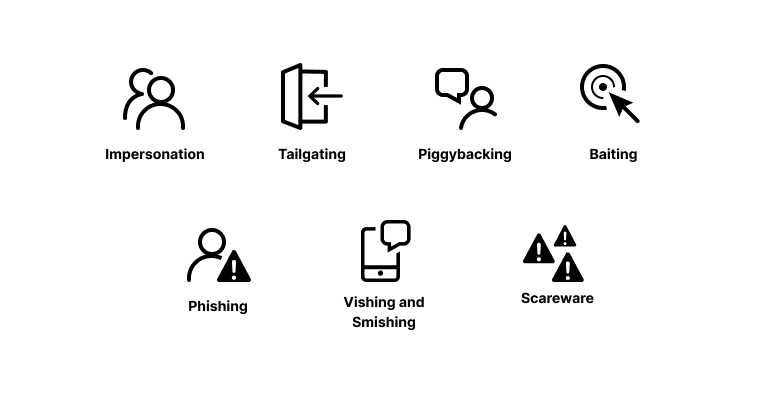 Impersonation
Tailgating
Piggybacking
Baiting
Phishing
Vishing and
Smishing
Scareware